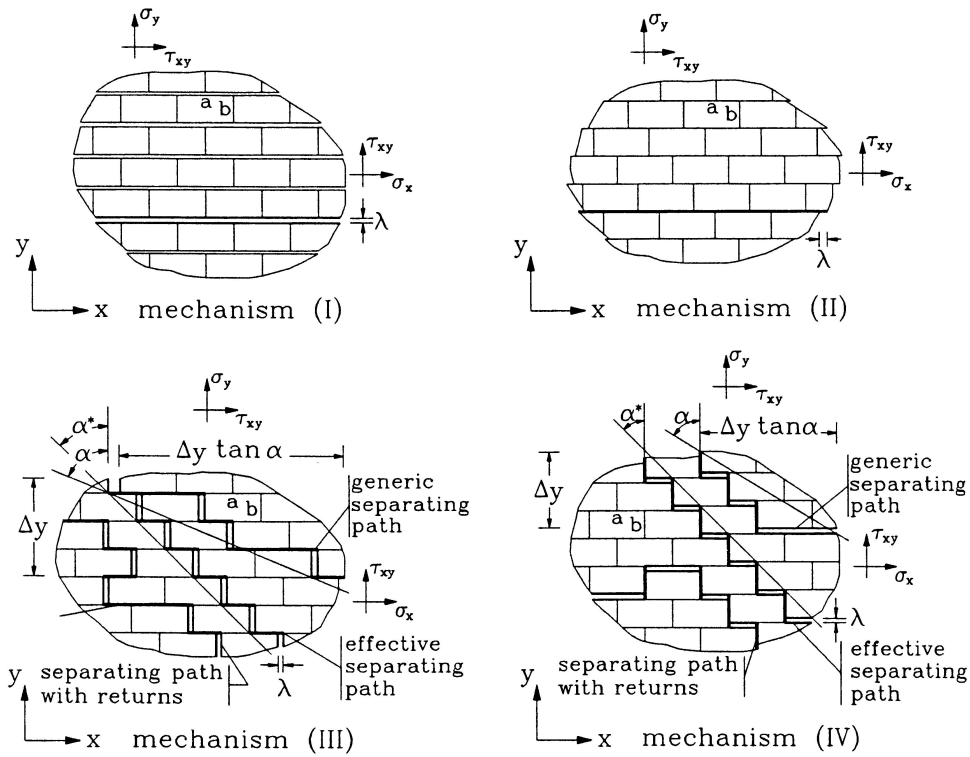 σy
τxy
a b
τxy
σx
λ
y
x mechanism (I)
σy
τxy
a b
τxy
σx
λ
y
x mechanism (II)
σy
τxy
α*
α
Δy tan α
Δy
a b
generic
separating
path
τxy
σx
λ
separating path
with returns
effective
separating
path
y
x mechanism (III)
σy
τxy
α*
α
Δy tanα
Δy
a b
generic
separating
path
τxy
σx
λ
separating path
with returns
effective
separating
path
y
x mechanism (IV)